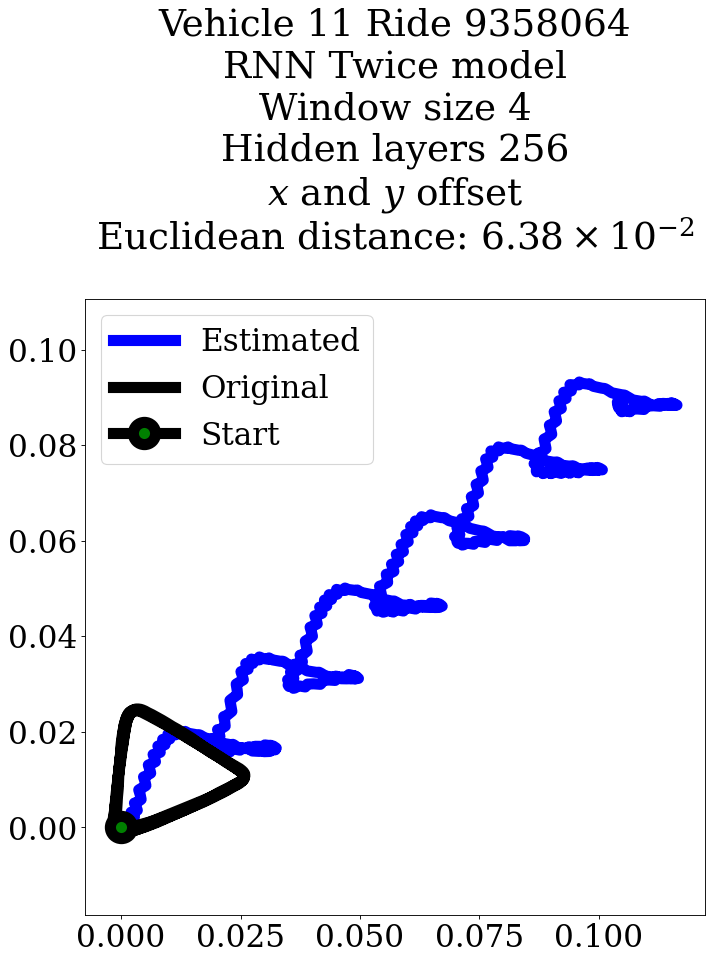 Vehicle 11 Ride 9358064
RNN Twice model
Window size 4
Hidden layers 256
x and y offset
Euclidean distance: 6.38 × 10⁻²
Estimated
Original
Start
0.10
0.08
0.06
0.04
0.02
0.00
0.000 0.025 0.050 0.075 0.100